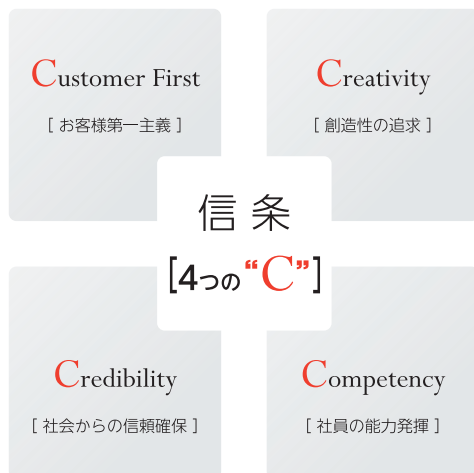 Customer First
[ お客様第一主義 ]
Creativity
[ 創造性の追求 ]
信条
[4つの“C”]
Credibility
[ 社会からの信頼確保 ]
Competency
[ 社員の能力発揮 ]